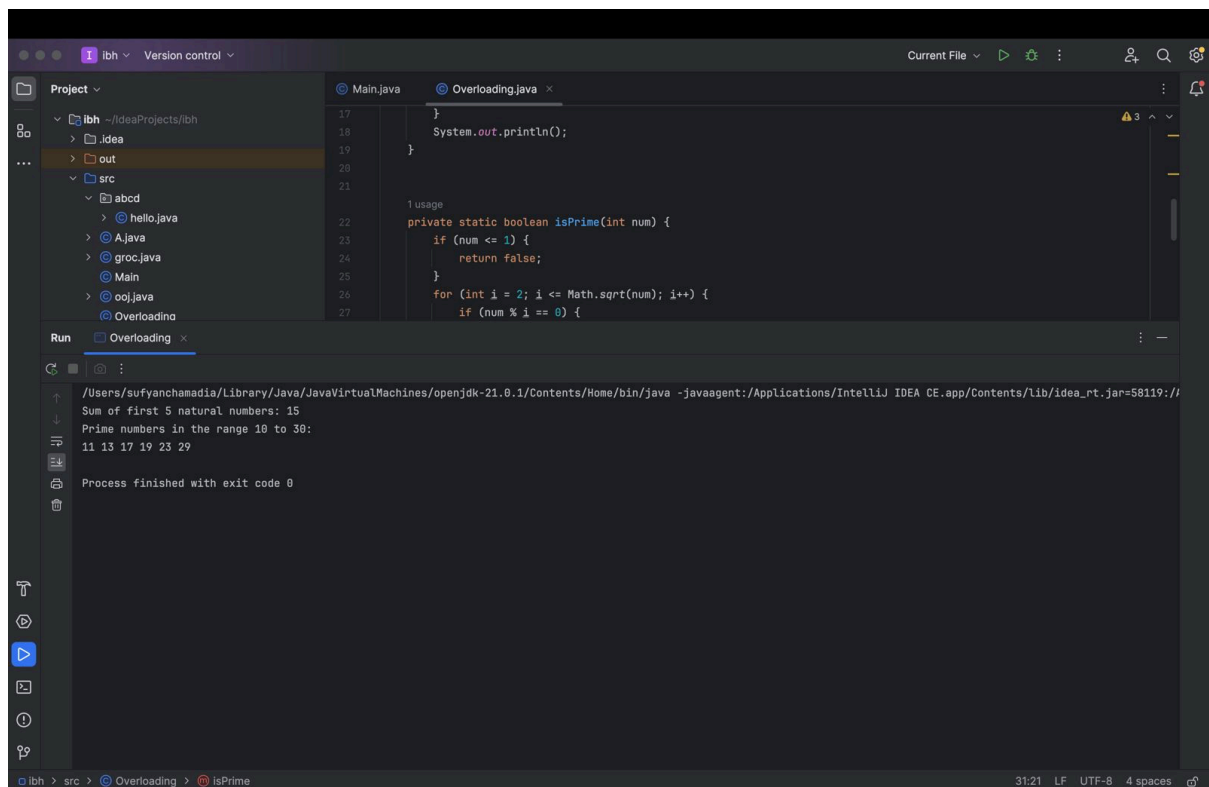 I ibh Version control
Current File
Project
Main.java Overloading.java
ibh ~/IdeaProjects/ibh
.idea
out
src
abcd
hello.java
A.java
groc.java
Main
ooj.java
Overloading
3
17 }
18 System.out.println();
19 }
20
21
1 usage
22 private static boolean isPrime(int num) {
23 if (num <= 1) {
24 return false;
25 }
26 for (int i = 2; i <= Math.sqrt(num); i++) {
27 if (num % i == 0) {
Run Overloading
/Users/sufyanchamadia/Library/Java/JavaVirtualMachines/openjdk-21.0.1/Contents/Home/bin/java -javaagent:/Applications/IntelliJ IDEA CE.app/Contents/lib/idea_rt.jar=58119:/
Sum of first 5 natural numbers: 15
Prime numbers in the range 10 to 30:
11 13 17 19 23 29
Process finished with exit code 0
ibh > src > Overloading > isPrime
31:21 LF UTF-8 4 spaces